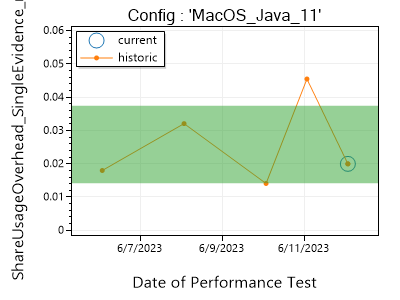 Config : 'MacOS_Java_11'
ShareUsageOverhead_SingleEvidence_
0.06
0.05
0.04
0.03
0.02
0.01
0
current
historic
6/7/2023
6/9/2023
6/11/2023
Date of Performance Test